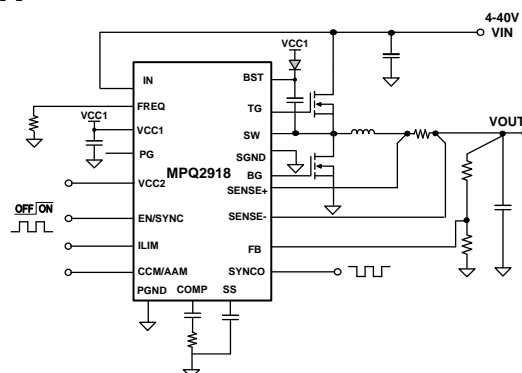 4-40V
VIN
VCC1
IN
BST
FREQ
TG
VCC1
VCC1
SW
VOUT
PG
SGND
MPQ2918
BG
VCC2
SENSE+
OFF ON
EN/SYNC
SENSE-
ILIM
FB
CCM/AAM
SYNCO
PGND
COMP
SS